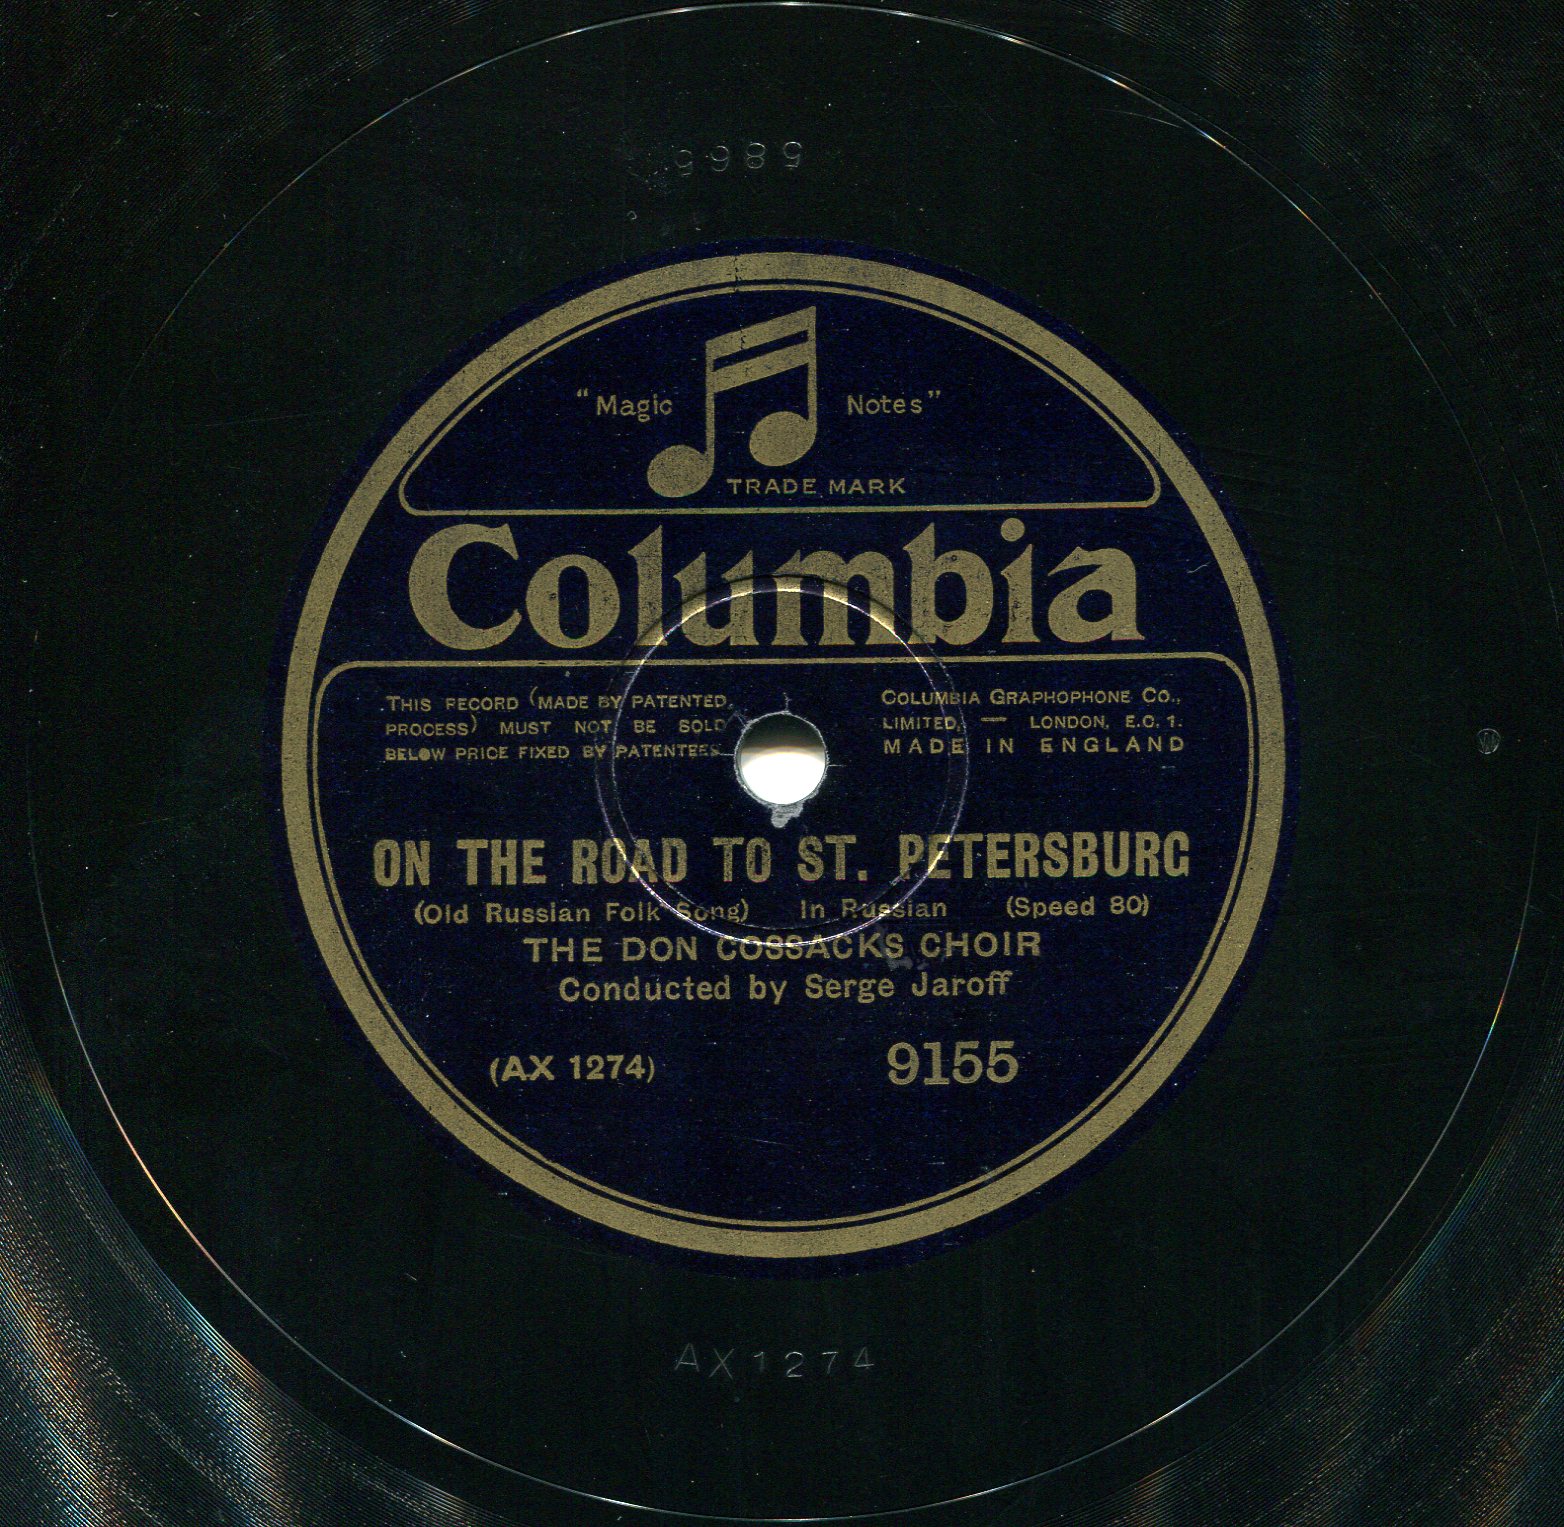 "Magic Notes"
TRADE MARK
Columbia
THIS RECORD (MADE BY PATENTED
PROCESS) MUST NOT BE SOLD
BELOW PRICE FIXED BY PATENTEES.
COLUMBIA GRAPHOPHONE CO.,
LIMITED, — LONDON, E.C.1.
MADE IN ENGLAND
ON THE ROAD TO ST. PETERSBURG
(Old Russian Folk Song) In Russian (Speed 80)
THE DON COSSACKS CHOIR
Conducted by Serge Jaroff
(AX 1274) 9155
AX1274